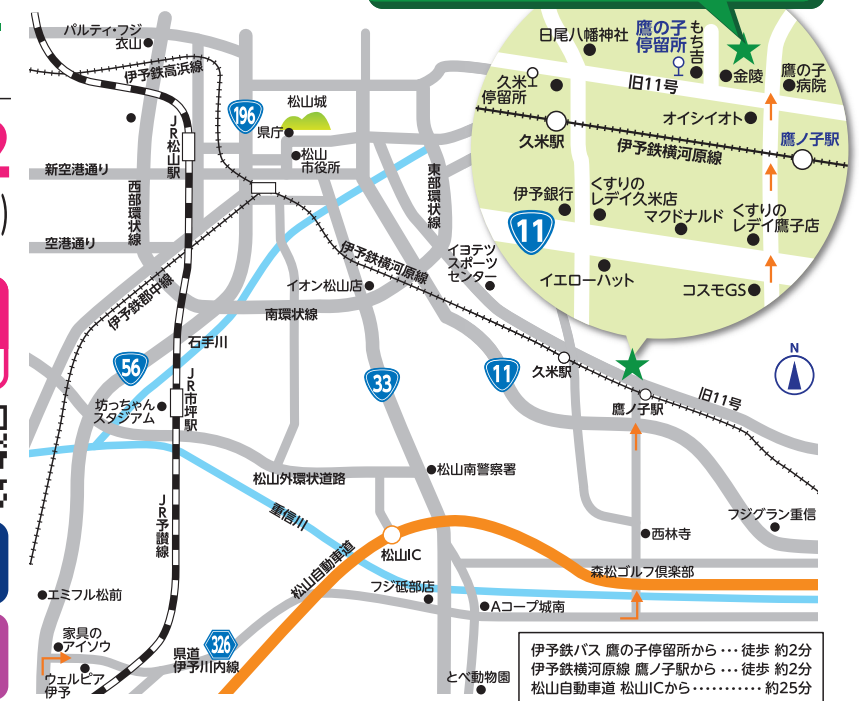 パルティ・フジ
衣山
伊予鉄高浜線
196
松山城
県庁
松山
市役所
JR松山駅
新空港通り
西部環状線
空港通り
東部環状線
伊予鉄郡中線
伊予鉄横河原線
イヨテツ
スポーツ
センター
イオン松山店
南環状線
石手川
56
33
11
JR市坪駅
坊っちゃん
スタジアム
久米駅
鷹ノ子駅
旧11号
N
日尾八幡神社
鷹の子
停留所
もち吉
金陵
鷹の子
病院
久米
停留所
旧11号
オイシイオト
久米駅
伊予鉄横河原線
鷹ノ子駅
伊予銀行
くすりの
レデイ久米店
マクドナルド
くすりの
レデイ鷹子店
11
イエローハット
コスモGS
松山外環状道路
松山南警察署
重信川
JR予讃線
松山自動車道
松山IC
西林寺
フジグラン重信
森松ゴルフ倶楽部
フジ砥部店
Aコープ城南
エミフル松前
家具の
アイソウ
ウェルピア
伊予
県道
伊予川内線
326
とべ動物園
伊予鉄バス 鷹の子停留所から ・・・ 徒歩 約2分
伊予鉄横河原線 鷹ノ子駅から ・・・ 徒歩 約2分
松山自動車道 松山ICから ・・・・・・・・・・・ 約25分